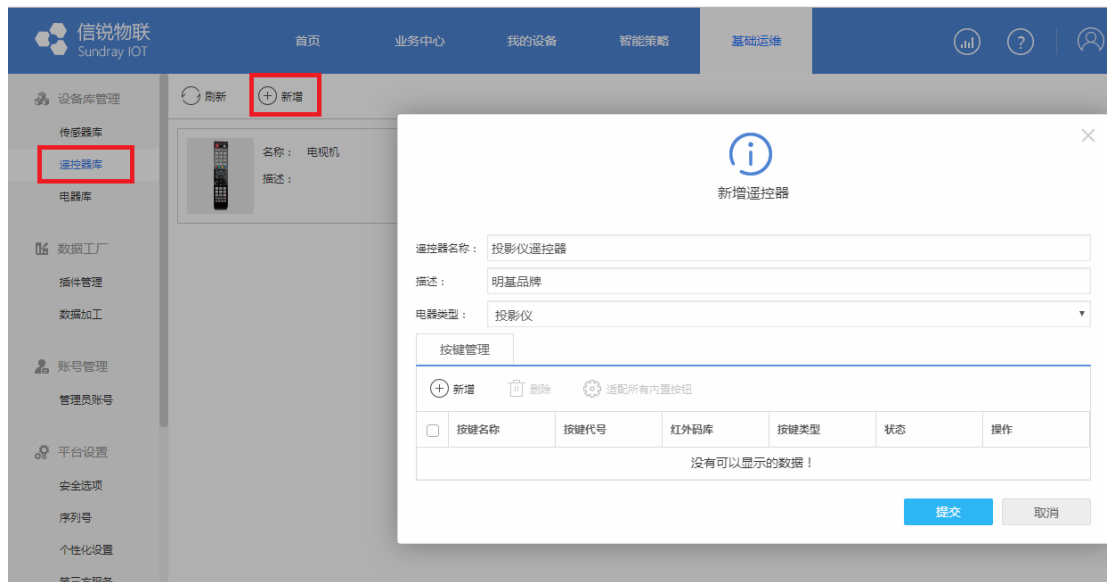 信锐物联
Sundray IOT
首页
业务中心
我的设备
智能策略
基础运维
设备库管理
传感器库
遥控器库
电器库
数据工厂
插件管理
数据加工
账号管理
管理员账号
平台设置
安全选项
序列号
个性化设置
第三方服务
刷新
新增
名称： 电视机
描述：
新增遥控器
遥控器名称： 投影仪遥控器
描述： 明基品牌
电器类型： 投影仪
按键管理
新增 删除 适配所有内置按钮
按键名称 按键代号 红外码库 按键类型 状态 操作
没有可以显示的数据！
提交 取消